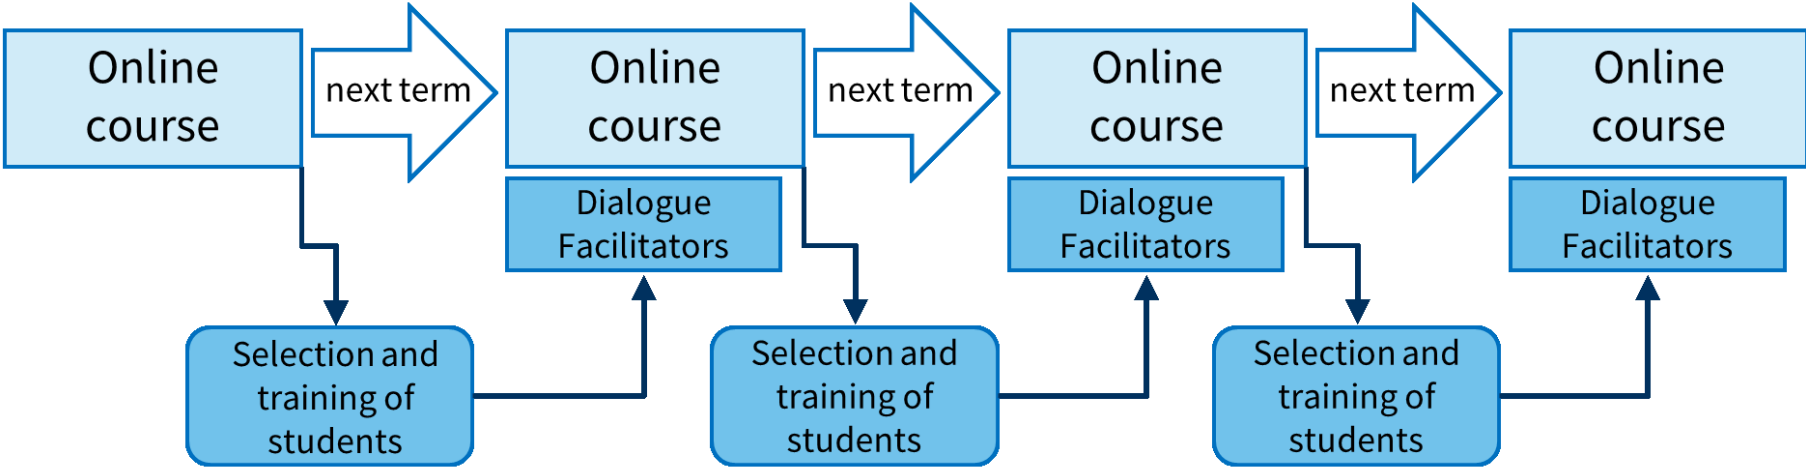 Online
course
next term
Online
course
next term
Online
course
next term
Online
course
Dialogue
Facilitators
Dialogue
Facilitators
Dialogue
Facilitators
Selection and
training of
students
Selection and
training of
students
Selection and
training of
students